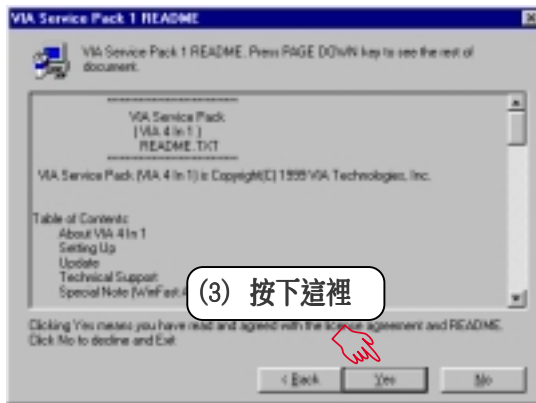 VIA Service Pack 1 README
VIA Service Pack 1 README. Press PAGE DOWN key to see the rest of
document.
====================
VIA Service Pack
( VIA 4 In 1 )
README.TXT
====================
VIA Service Pack (VIA 4 In 1) is Copyright(C) 1999 VIA Technologies, Inc.
Table of Contents:
About VIA 4 In 1
Setting Up
Update
Technical Support
Special Note (WinFast
(3) 按下這裡
Clicking Yes means you have read and agreed with the license agreement and README.
Click No to decline and Exit
< Back
Yes
No